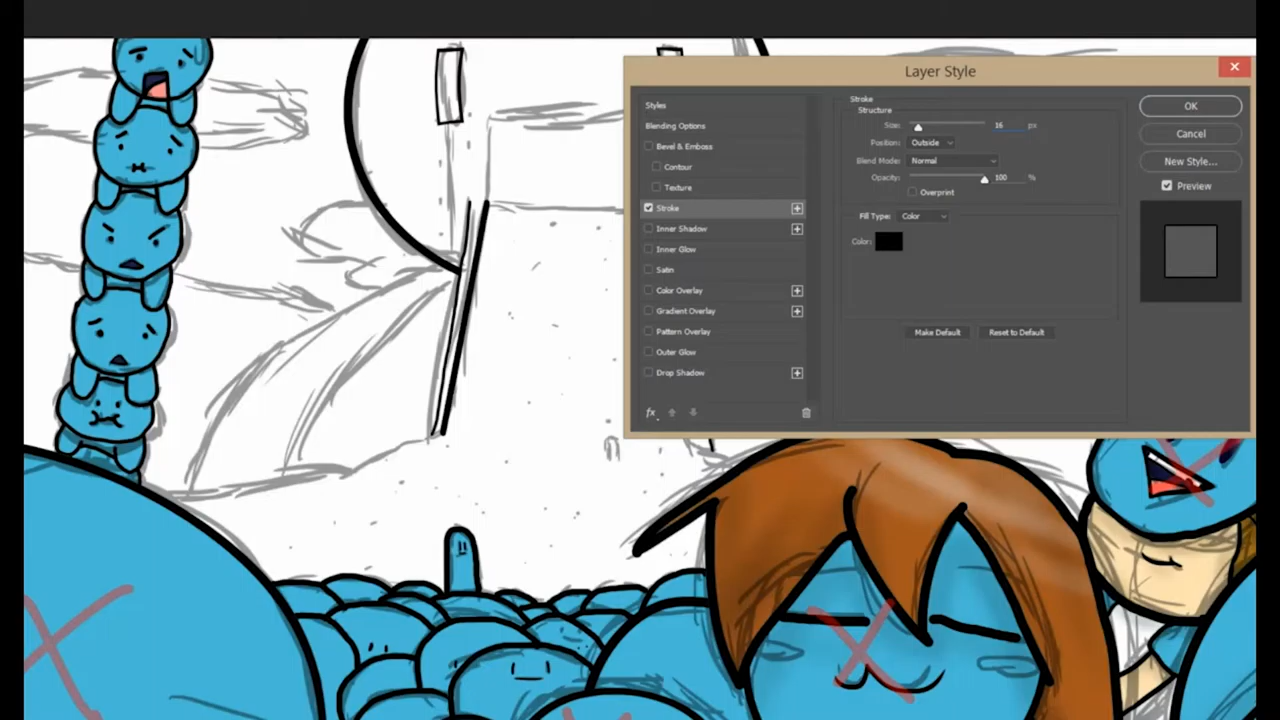 Layer Style
Styles
Blending Options
Bevel & Emboss
Contour
Texture
Stroke
Inner Shadow
Inner Glow
Satin
Color Overlay
Gradient Overlay
Pattern Overlay
Outer Glow
Drop Shadow
fx
Stroke
Structure
Size: 16 px
Position: Outside
Blend Mode: Normal
Opacity: 100 %
Overprint
Fill Type: Color
Color:
Make Default Reset to Default
OK
Cancel
New Style...
Preview